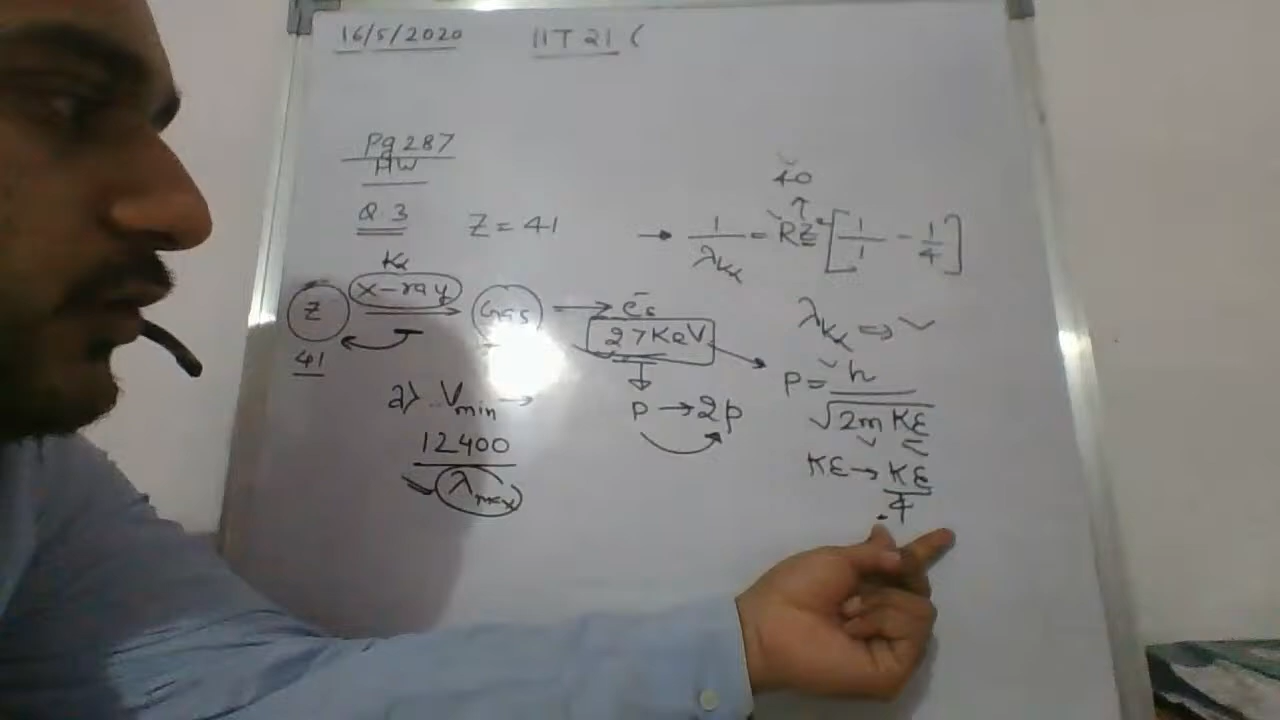 16/5/2020 IIT 21 (
Pg 287
HW
Q.3 Z = 41
Kα
Z x-ray Gas → e⁻s
41
27 KeV
p → 2p
a) Vmin →
12400
λmax
40
↑
→ 1/λKα = RZ² [1/1 - 1/4]
λKα ⇒ ✓
P = h/√2m KE
KE → KE/4